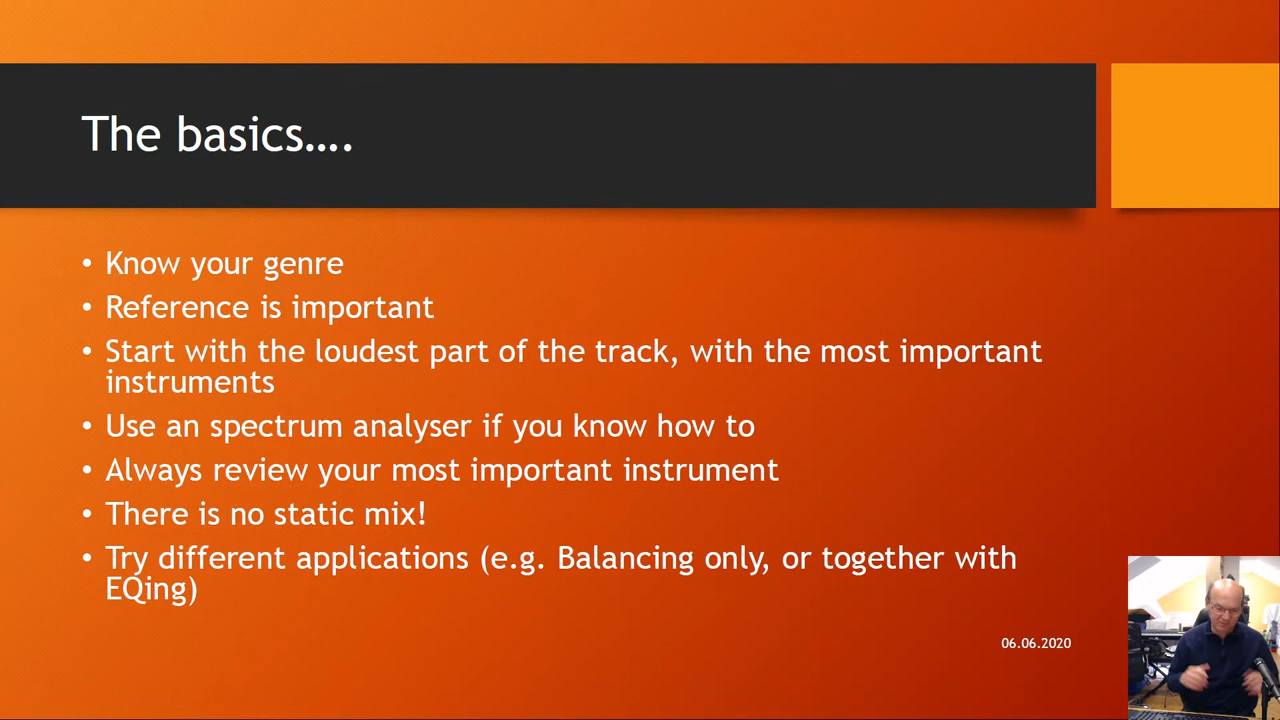 The basics....
• Know your genre
• Reference is important
• Start with the loudest part of the track, with the most important
instruments
• Use an spectrum analyser if you know how to
• Always review your most important instrument
• There is no static mix!
• Try different applications (e.g. Balancing only, or together with
EQing)
06.06.2020